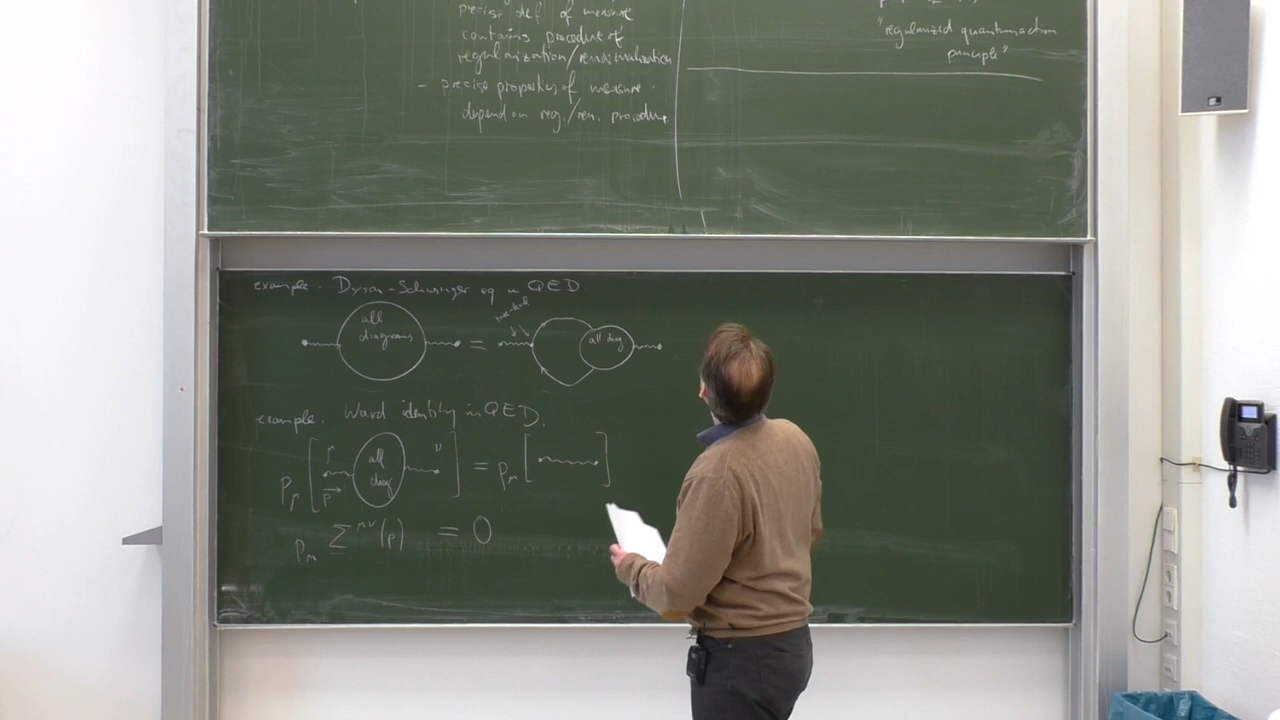 precise def of measure
contains procedure of
regularization/renormalization
- precise properties of measure
depend on reg./ren. procedure
"regularized quantum action
principle"
example. Dyson-Schwinger eq in QED
all
diagrams
=
all diag
example. Ward identity in QED.
p_μ [ μ p all diag ν ] = p_μ [ ]
p_μ Σ^{μν}(p) = 0